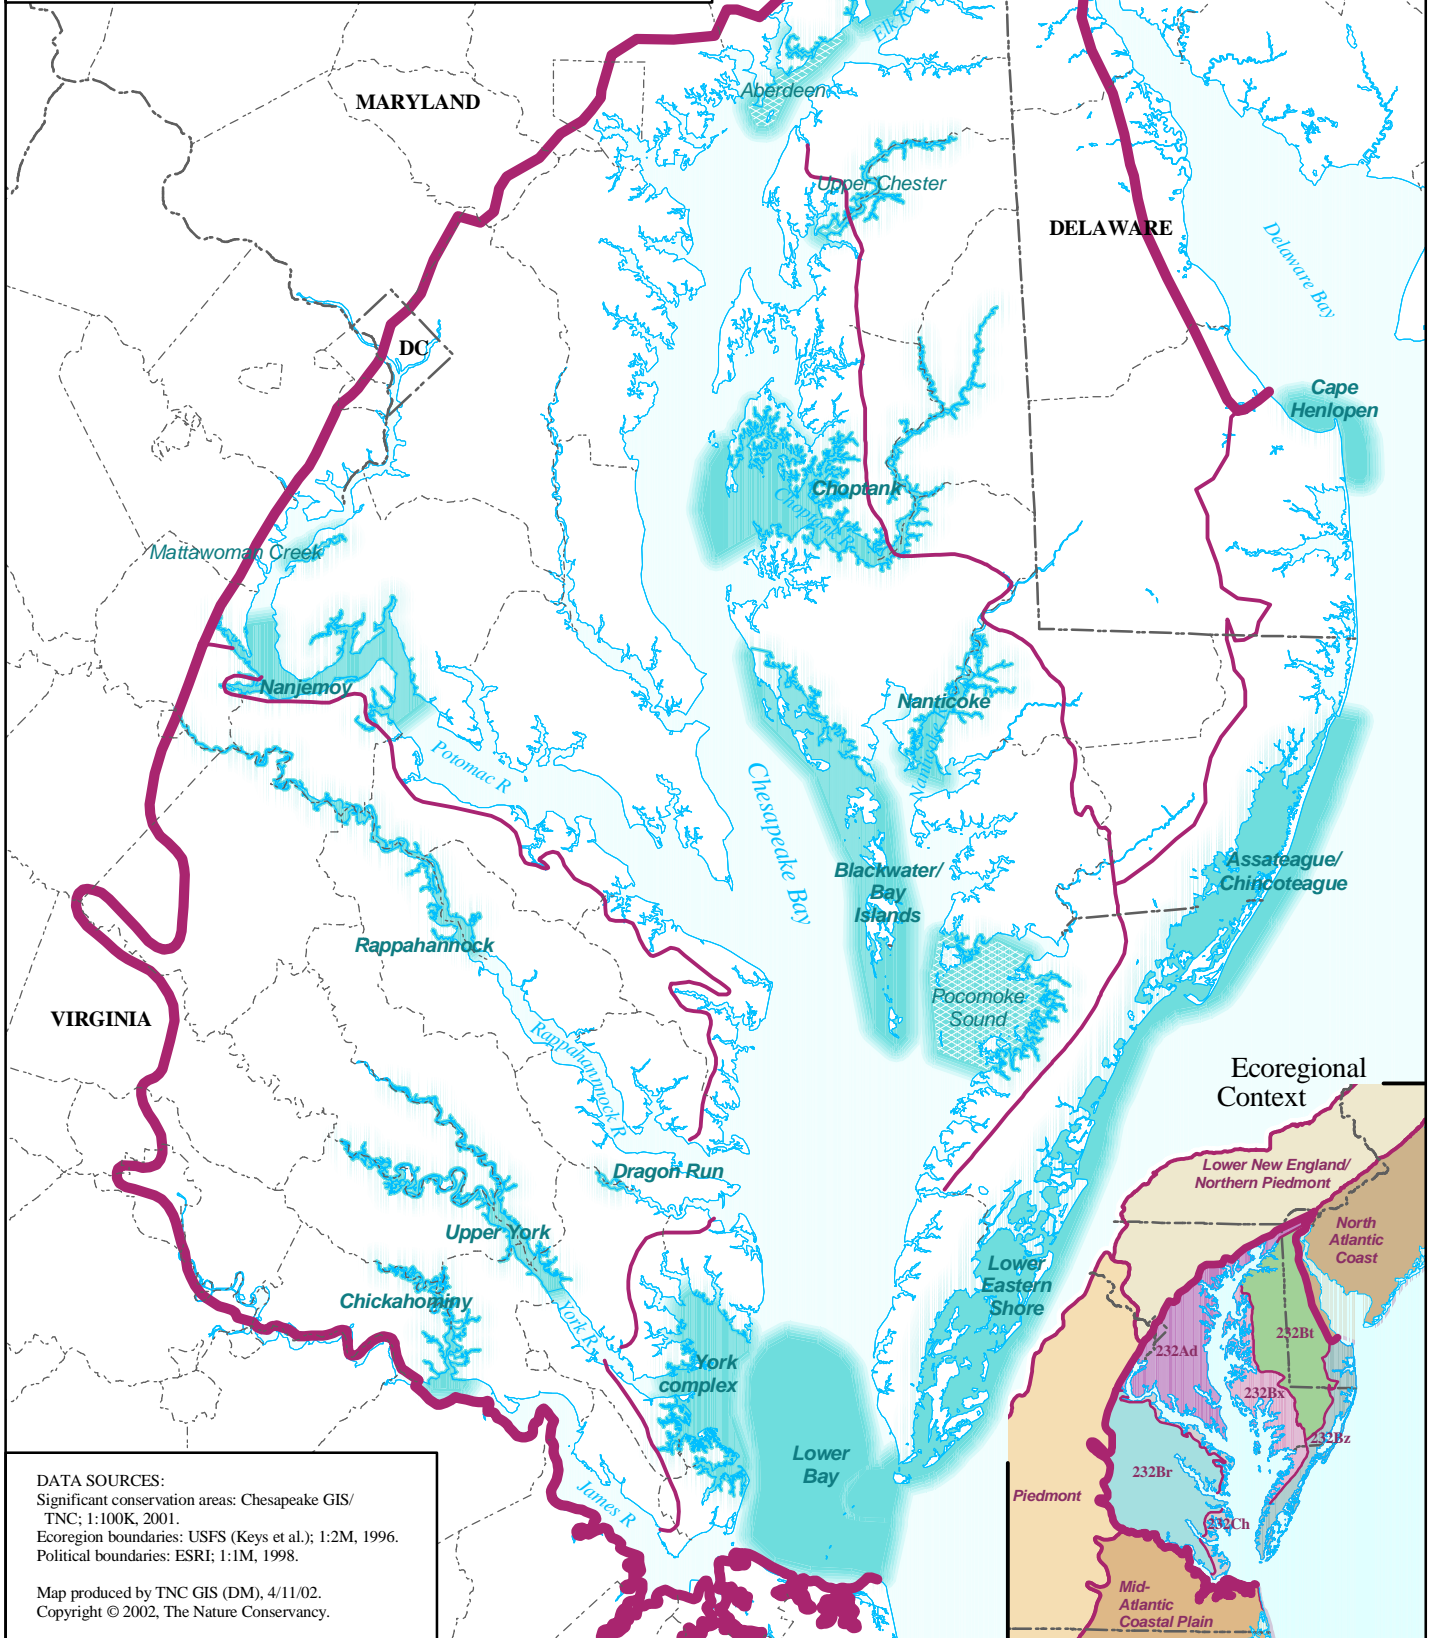 Elk R
Aberdeen
MARYLAND
Upper Chester
DELAWARE
Delaware Bay
DC
Cape
Henlopen
Choptank
Choptank R
Mattawoman Creek
Nanjemoy
Nanticoke
Nanticoke
Potomac R
Chesapeake Bay
Blackwater/
Bay
Islands
Assateague/
Chincoteague
Rappahannock
Pocomoke
Sound
VIRGINIA
Rappahannock R
Ecoregional
Context
Dragon Run
Lower New England/
Northern Piedmont
Upper York
North
Atlantic
Coast
Lower
Eastern
Shore
Chickahominy
York R
232Bt
232Ad
York
complex
232Bx
232Bz
Lower
Bay
232Br
Piedmont
James R
232Ch
Mid-
Atlantic
Coastal Plain
DATA SOURCES:
Significant conservation areas: Chesapeake GIS/
TNC; 1:100K, 2001.
Ecoregion boundaries: USFS (Keys et al.); 1:2M, 1996.
Political boundaries: ESRI; 1:1M, 1998.
Map produced by TNC GIS (DM), 4/11/02.
Copyright © 2002, The Nature Conservancy.